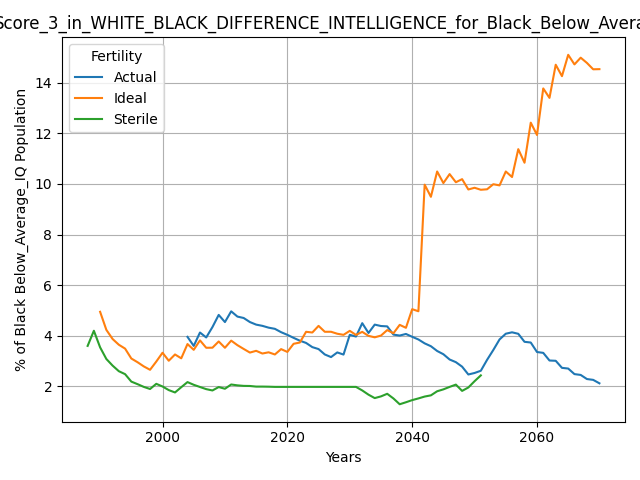 Score_3_in_WHITE_BLACK_DIFFERENCE_INTELLIGENCE_for_Black_Below_Avera
Fertility
Actual
Ideal
Sterile
% of Black Below_Average_IQ Population
14
12
10
8
6
4
2
2000 2020 2040 2060
Years